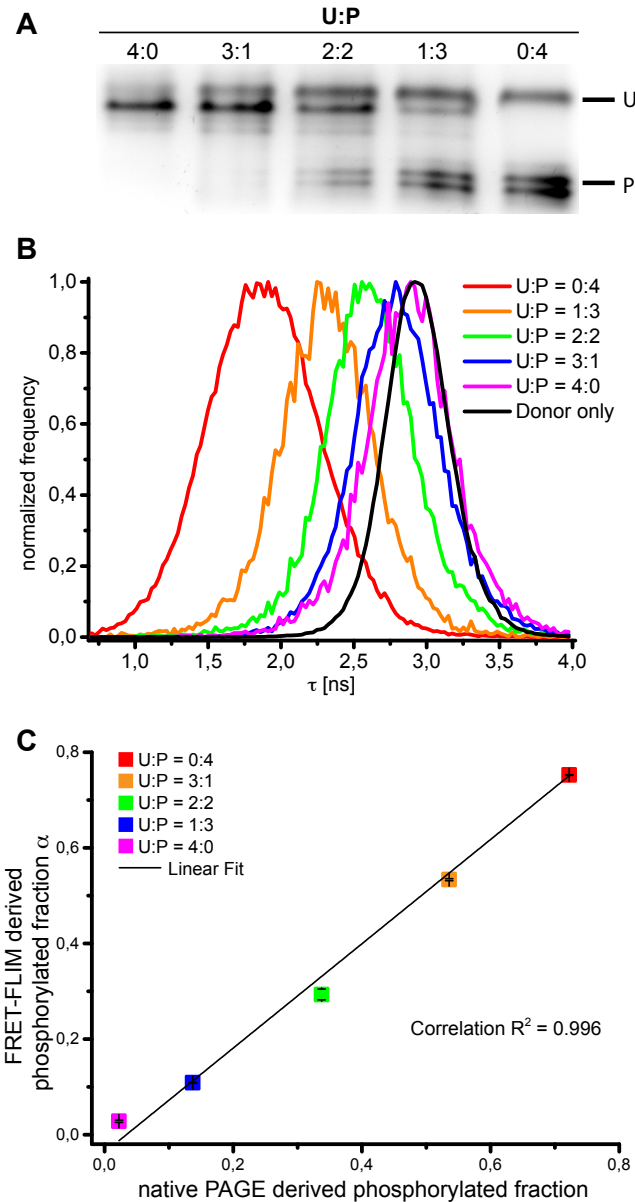 A
U:P
4:0 3:1 2:2 1:3 0:4
U
P
B
1,0
0,8
0,6
0,4
0,2
0,0
normalized frequency
1,0 1,5 2,0 2,5 3,0 3,5 4,0
τ [ns]
U:P = 0:4
U:P = 1:3
U:P = 2:2
U:P = 3:1
U:P = 4:0
Donor only
C
0,8
0,6
0,4
0,2
0,0
FRET-FLIM derived
phosphorylated fraction α
U:P = 0:4
U:P = 3:1
U:P = 2:2
U:P = 1:3
U:P = 4:0
Linear Fit
Correlation R² = 0.996
0,0 0,2 0,4 0,6 0,8
native PAGE derived phosphorylated fraction